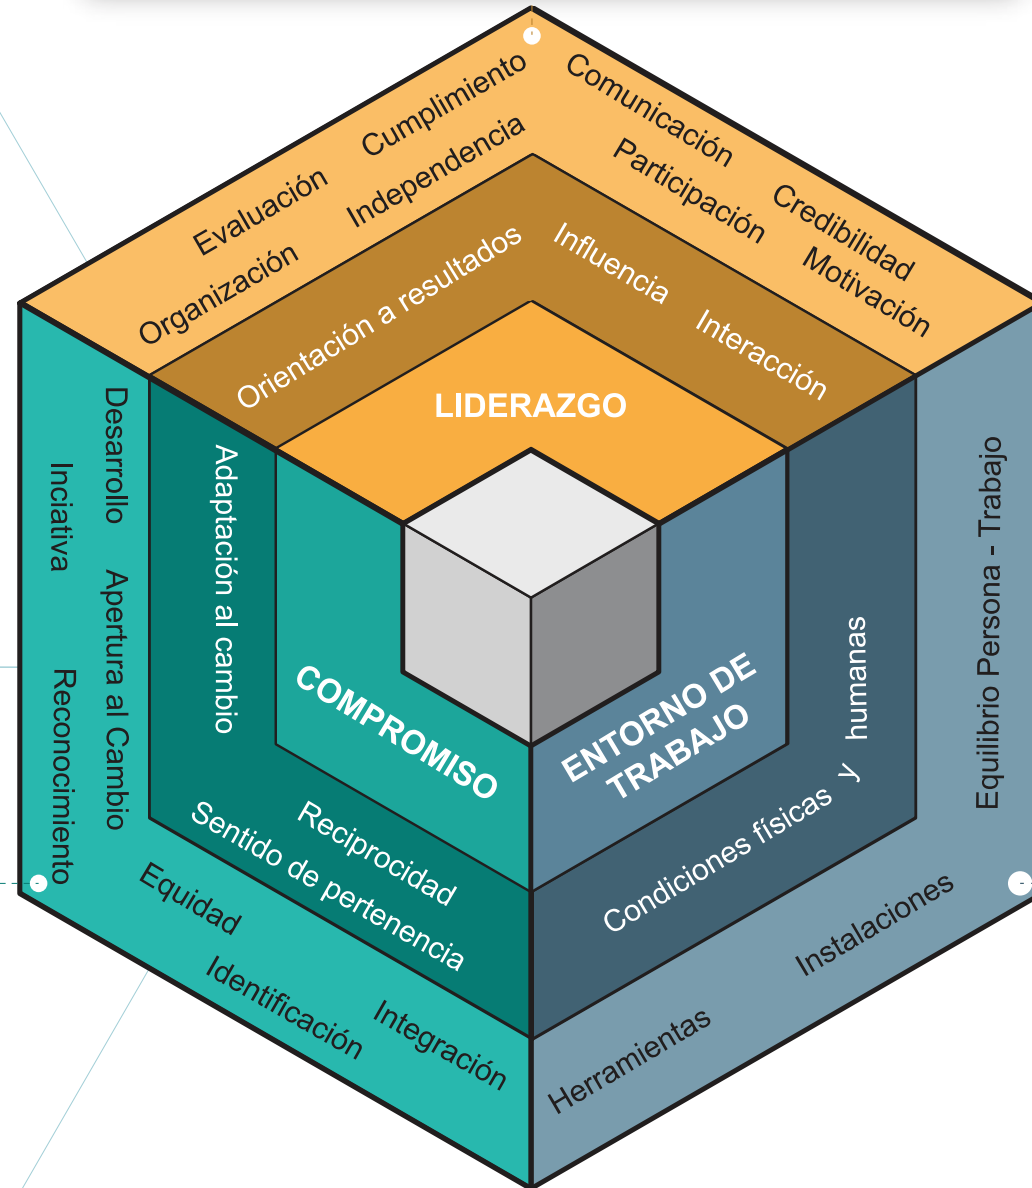 Cumplimiento
Evaluación
Independencia
Organización
Comunicación
Participación
Credibilidad
Motivación
Orientación a resultados
Influencia
Interacción
LIDERAZGO
Desarrollo
Inciativa
Apertura al Cambio
Reconocimiento
Adaptación al cambio
COMPROMISO
Reciprocidad
Sentido de pertenencia
Equidad
Identificación
Integración
ENTORNO DE
TRABAJO
Condiciones físicas y humanas
Equilibrio Persona - Trabajo
Instalaciones
Herramientas